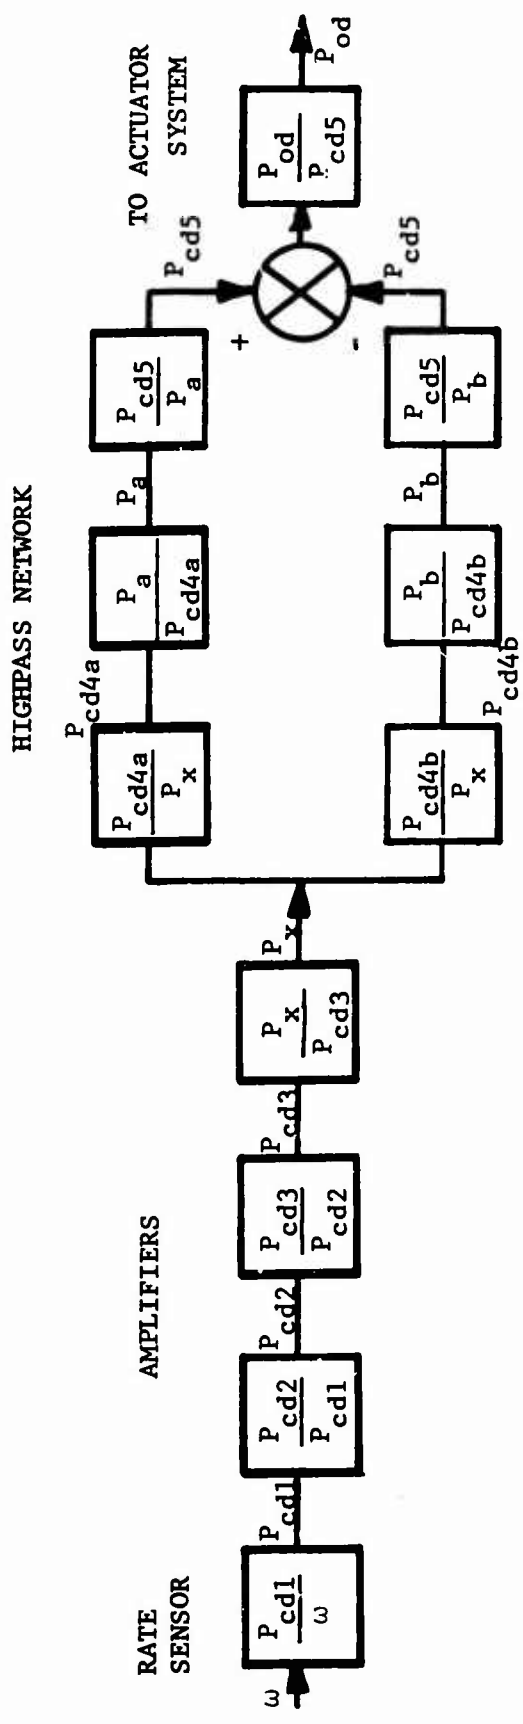 HIGHPASS NETWORK
RATE
SENSOR
AMPLIFIERS
TO ACTUATOR
SYSTEM
ω
P_cd1
ω
P_cd1
P_cd2
P_cd1
P_cd2
P_cd3
P_cd2
P_cd3
P_x
P_cd3
P_x
P_cd4a
P_x
P_cd4a
P_a
P_cd4a
P_a
P_cd5
P_a
P_cd5
+
P_cd4b
P_x
P_cd4b
P_b
P_cd4b
P_b
P_cd5
P_b
P_cd5
-
P_od
P_cd5
P_od